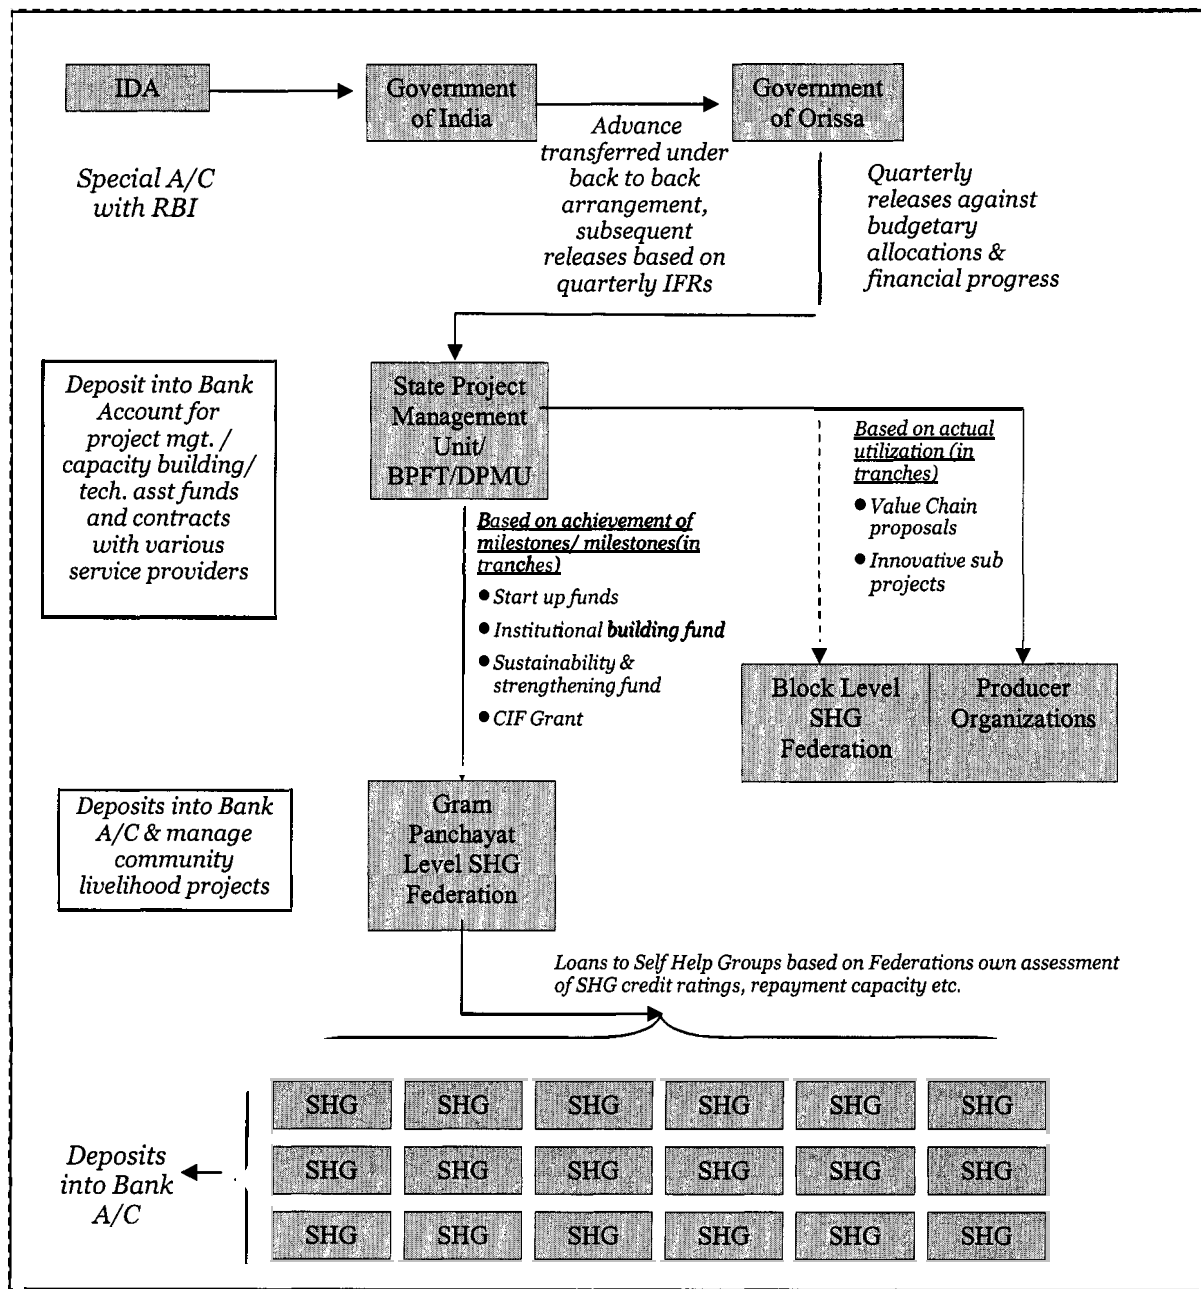 IDA
Government
of India
Government
of Orissa
Special A/C
with RBI
Advance
transferred under
back to back
arrangement,
subsequent
releases based on
quarterly IFRs
Quarterly
releases against
budgetary
allocations &
financial progress
Deposit into Bank
Account for
project mgt. /
capacity building/
tech. asst funds
and contracts
with various
service providers
State Project
Management
Unit/
BPFT/DPMU
Based on actual
utilization (in
tranches)
● Value Chain
proposals
● Innovative sub
projects
Based on achievement of
milestones/ milestones(in
tranches)
● Start up funds
● Institutional building fund
● Sustainability &
strengthening fund
● CIF Grant
Block Level
SHG
Federation
Producer
Organizations
Deposits into Bank
A/C & manage
community
livelihood projects
Gram
Panchayat
Level SHG
Federation
Loans to Self Help Groups based on Federations own assessment
of SHG credit ratings, repayment capacity etc.
SHG SHG SHG SHG SHG SHG
SHG SHG SHG SHG SHG SHG
SHG SHG SHG SHG SHG SHG
Deposits
into Bank
A/C